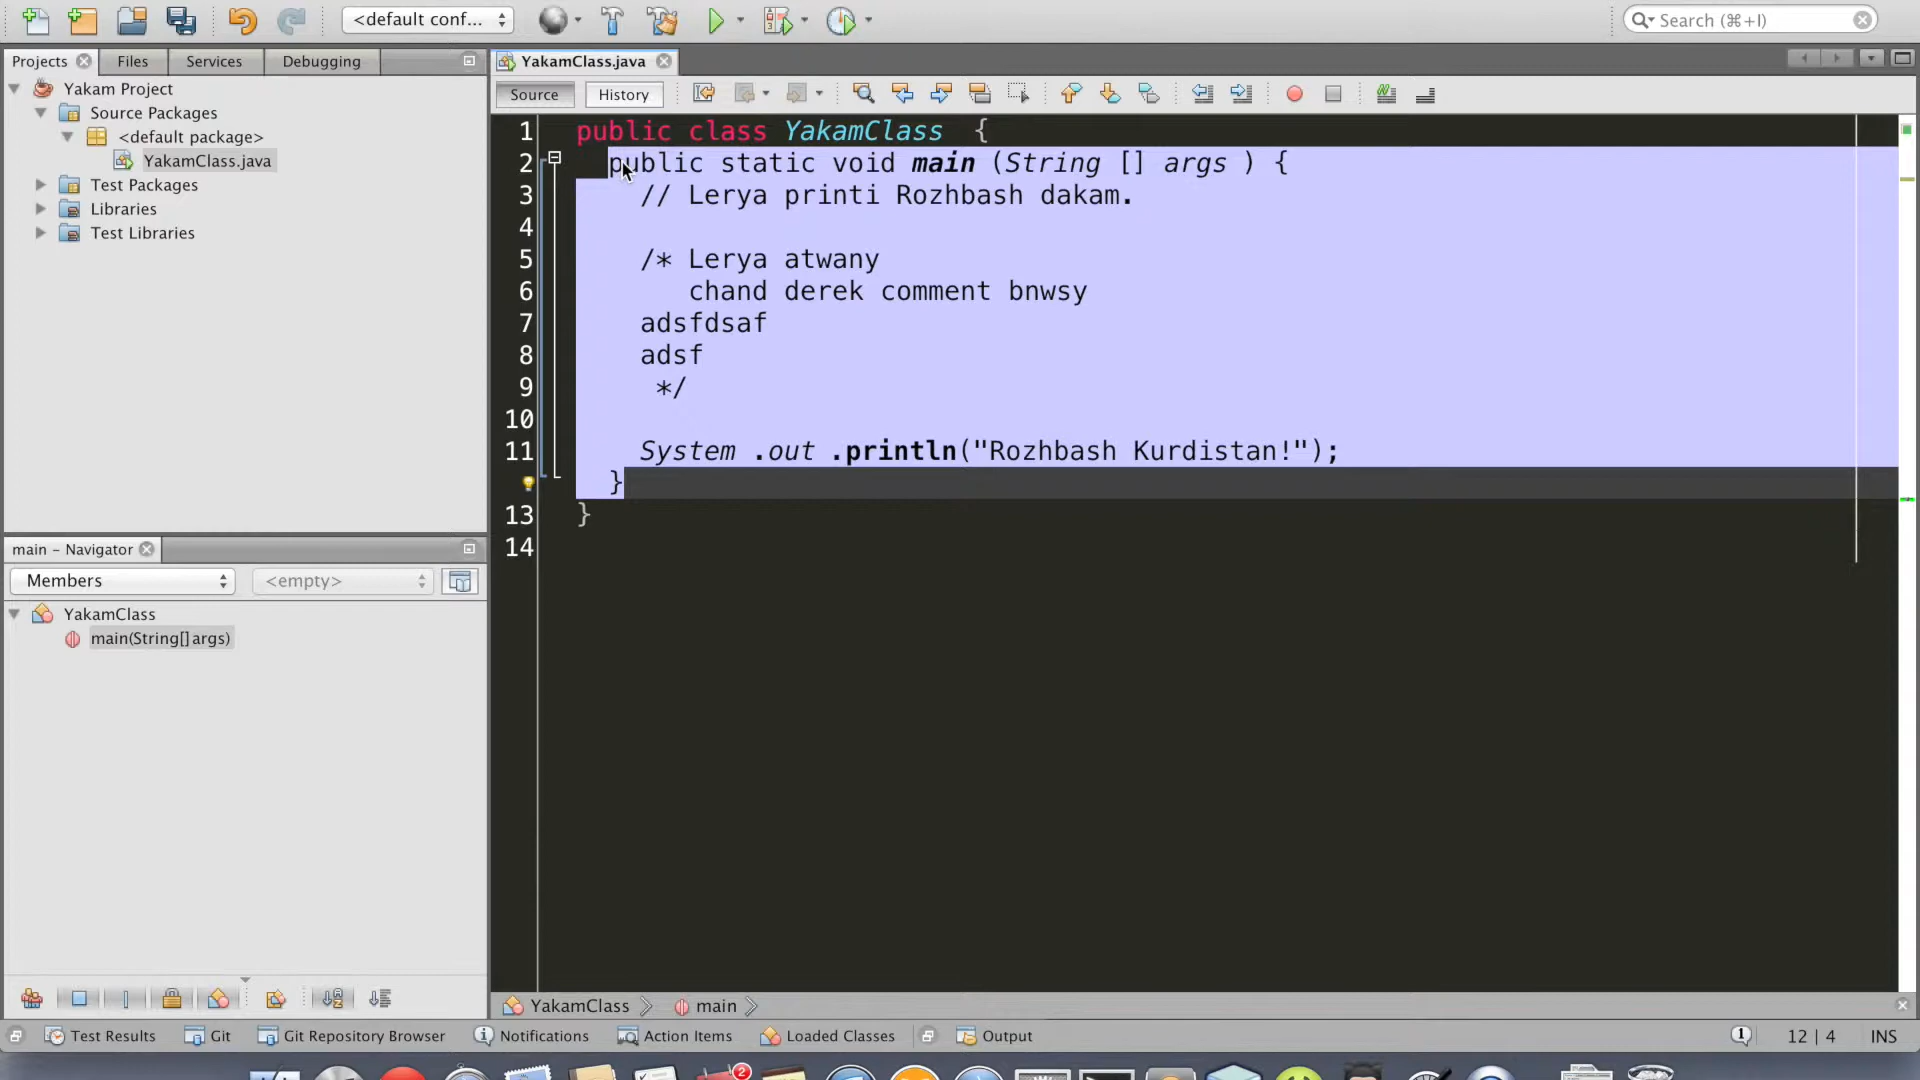 <default conf...
Search (⌘+I)
Projects
Files
Services
Debugging
YakamClass.java
Yakam Project
Source Packages
<default package>
YakamClass.java
Test Packages
Libraries
Test Libraries
Source
History
1 public class YakamClass {
2 public static void main (String [] args ) {
3 // Lerya printi Rozhbash dakam.
4
5 /* Lerya atwany
6 chand derek comment bnwsy
7 adsfdsaf
8 adsf
9 */
10
11 System .out .println("Rozhbash Kurdistan!");
}
13 }
14
main - Navigator
Members
<empty>
YakamClass
main(String[] args)
YakamClass
main
Test Results
Git
Git Repository Browser
Notifications
Action Items
Loaded Classes
Output
1
12 | 4
INS
2